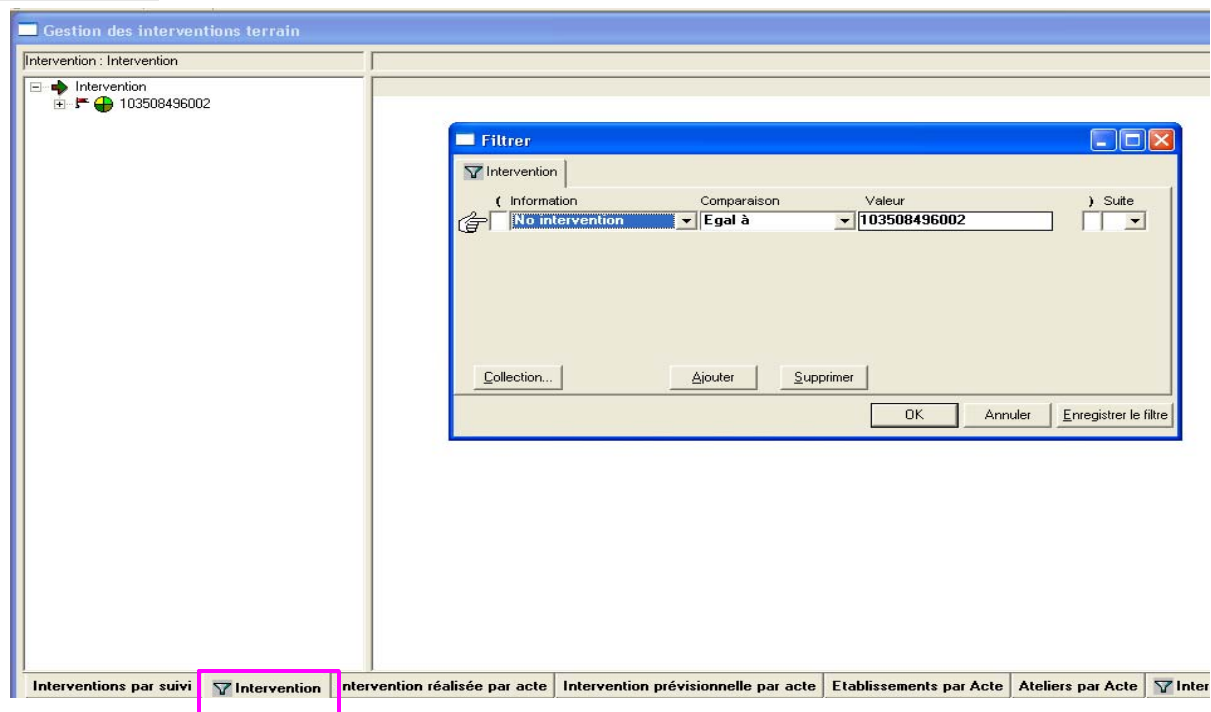 Gestion des interventions terrain
Intervention : Intervention
Intervention
103508496002
Filtrer
Intervention
( Information Comparaison Valeur ) Suite
No intervention Egal à 103508496002
Collection... Ajouter Supprimer
OK Annuler Enregistrer le filtre
Interventions par suivi Intervention ntervention réalisée par acte Intervention prévisionnelle par acte Etablissements par Acte Ateliers par Acte Inter